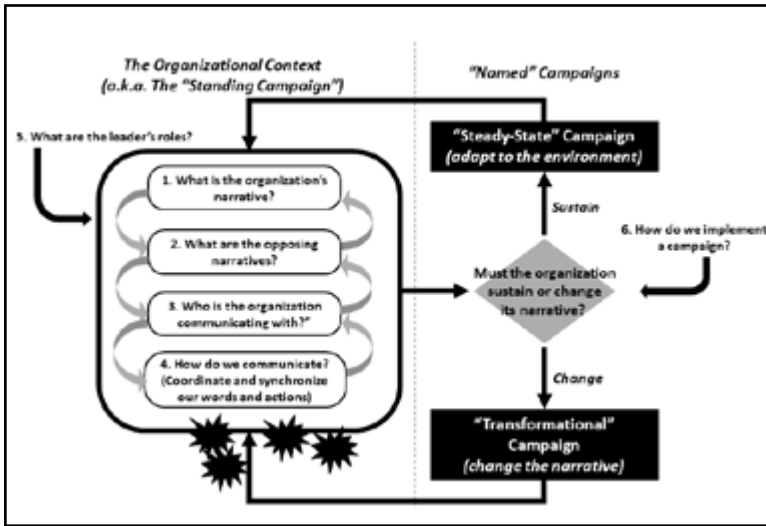 The Organizational Context
(a.k.a. The "Standing Campaign")
"Named" Campaigns
5. What are the leader's roles?
1. What is the organization's
narrative?
2. What are the opposing
narratives?
3. Who is the organization
communicating with?"
4. How do we communicate?
(Coordinate and synchronize
our words and actions)
"Steady-State" Campaign
(adapt to the environment)
Sustain
6. How do we implement
a campaign?
Must the organization
sustain or change
its narrative?
Change
"Transformational"
Campaign
(change the narrative)